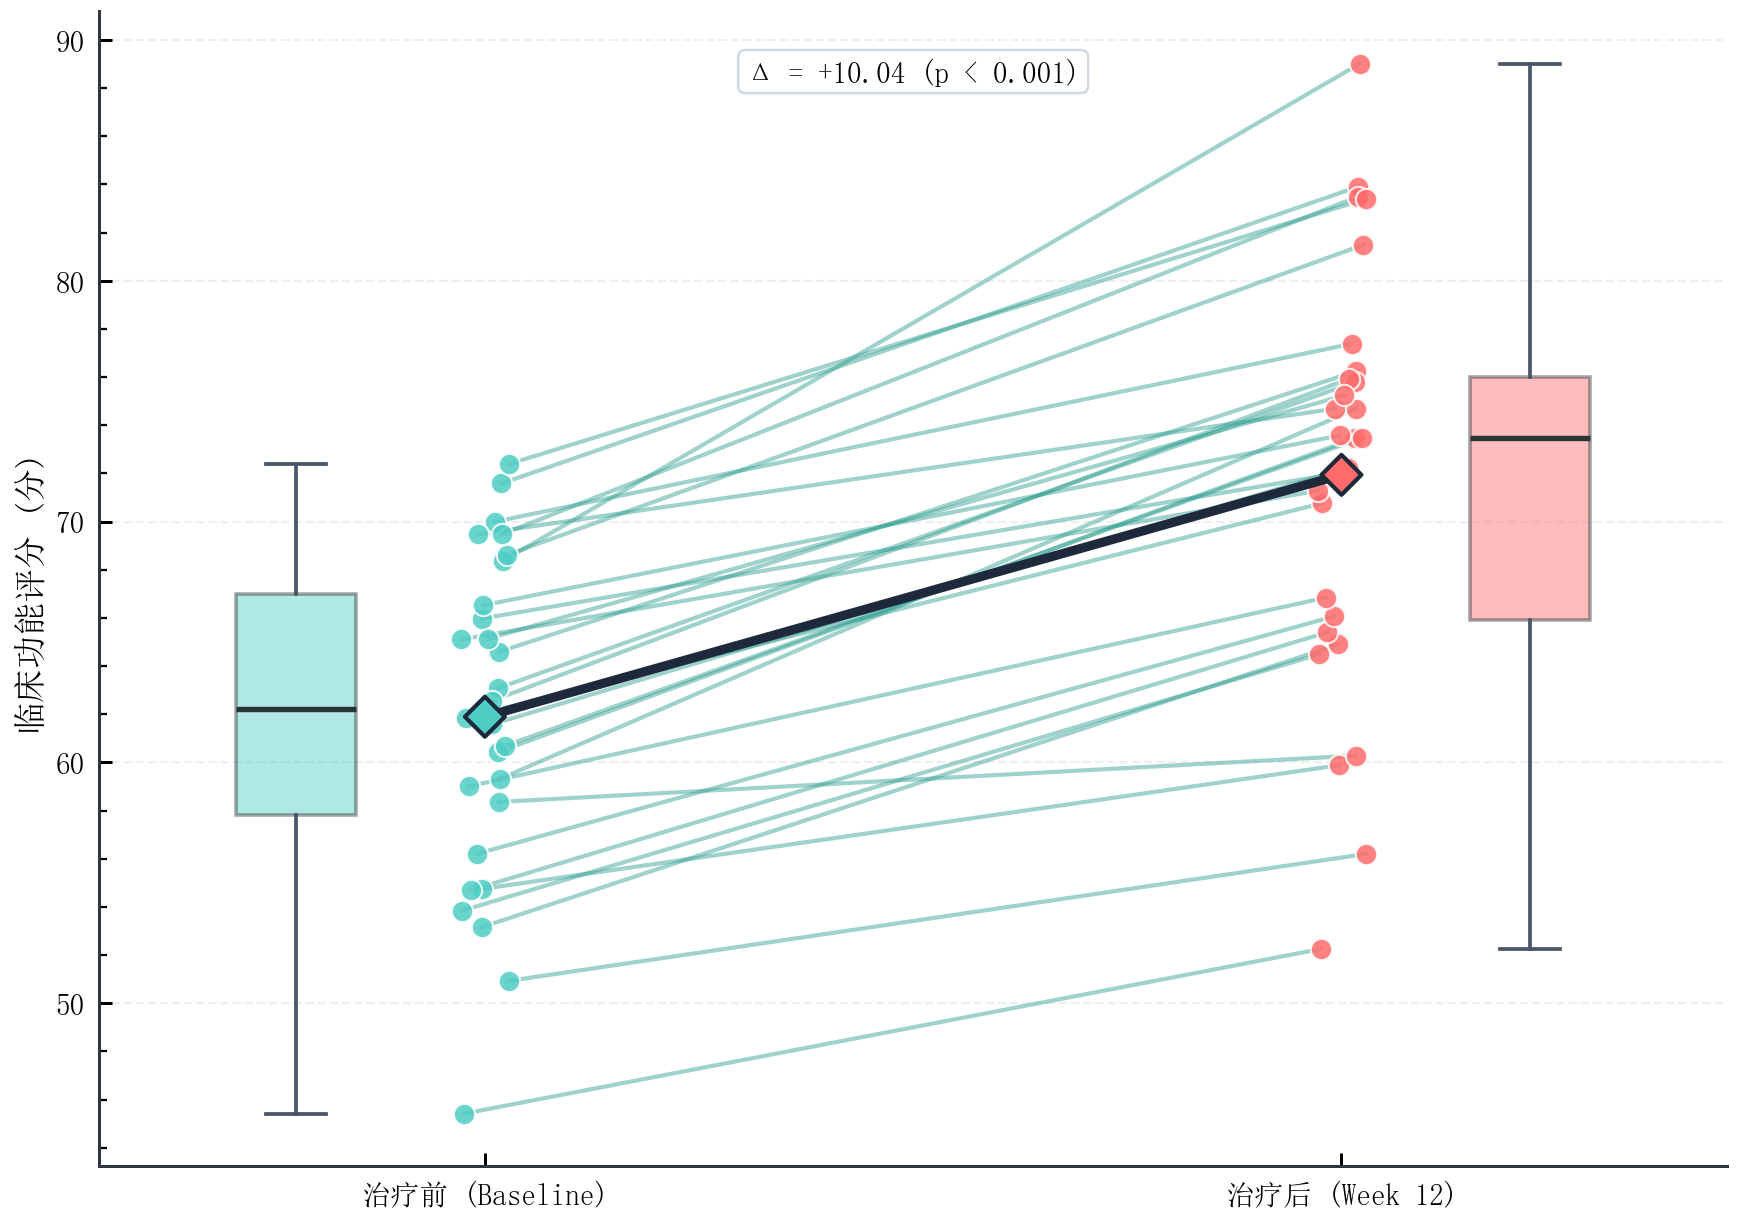 Δ = +10.04 (p < 0.001)
临床功能评分 (分)
90
80
70
60
50
治疗前 (Baseline)
治疗后 (Week 12)